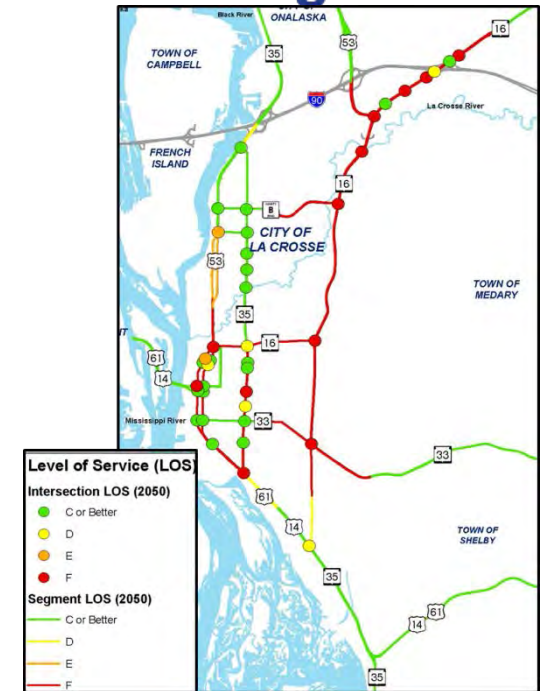 ONALASKA
Black River
35
53
16
TOWN OF
CAMPBELL
90
La Crosse River
FRENCH
ISLAND
16
B
CITY OF
LA CROSSE
53
TOWN OF
MEDARY
35
IT
61
16
14
Mississippi River
33
33
Level of Service (LOS)
Intersection LOS (2050)
C or Better
D
E
F
Segment LOS (2050)
C or Better
D
E
F
61
14
TOWN OF
SHELBY
35
61
14
35